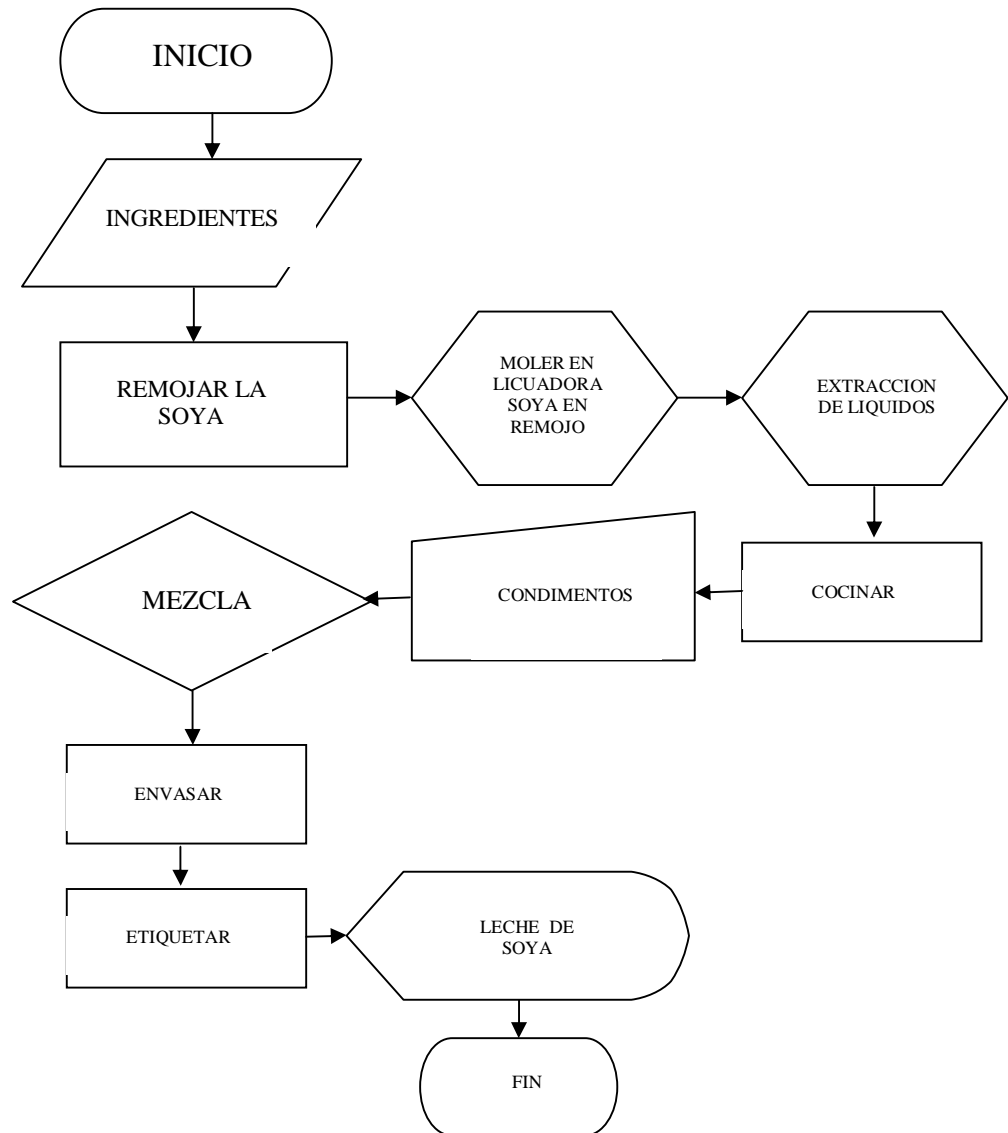 INICIO
INGREDIENTES
REMOJAR LA
SOYA
MOLER EN
LICUADORA
SOYA EN
REMOJO
EXTRACCION
DE LIQUIDOS
COCINAR
CONDIMENTOS
MEZCLA
ENVASAR
ETIQUETAR
LECHE DE
SOYA
FIN